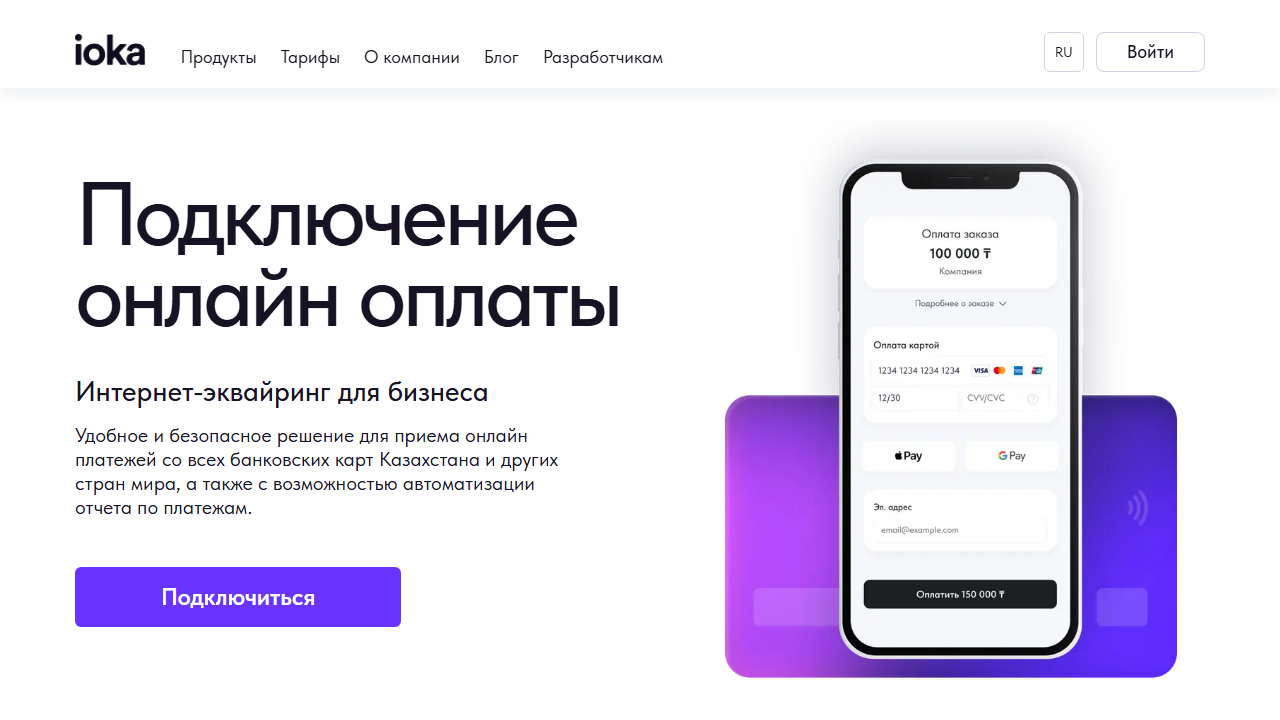 ioka
Продукты Тарифы О компании Блог Разработчикам
RU Войти
Подключение
онлайн оплаты
Интернет-эквайринг для бизнеса
Удобное и безопасное решение для приема онлайн
платежей со всех банковских карт Казахстана и других
стран мира, а также с возможностью автоматизации
отчета по платежам.
Подключиться
Оплата заказа
100 000 ₸
Компания
Подробнее о заказе
Оплата картой
1234 1234 1234 1234 VISA
12/30 CVV/CVC
Pay G Pay
Эл. адрес
email@example.com
Оплатить 150 000 ₸